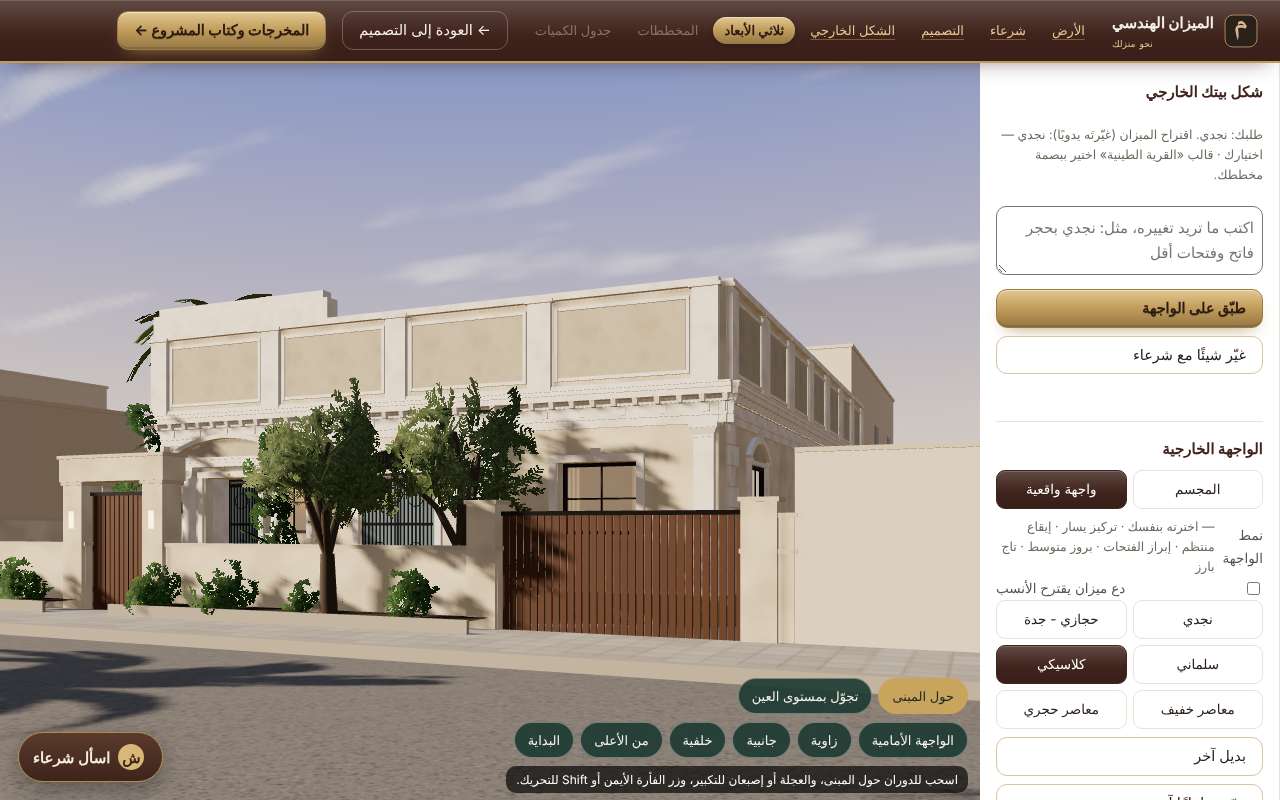 م
الميزان الهندسي
نحو منزلك
الأرض
شرعاء
التصميم
الشكل الخارجي
ثلاثي الأبعاد
المخططات
جدول الكميات
← العودة إلى التصميم
المخرجات وكتاب المشروع ←
شكل بيتك الخارجي
طلبك: نجدي. اقتراح الميزان (غيّرته يدويًا): نجدي —
اختيارك · قالب «القرية الطينية» اختير ببصمة
مخططك.
اكتب ما تريد تغييره، مثل: نجدي بحجر
فاتح وفتحات أقل
طبّق على الواجهة
غيّر شيئًا مع شرعاء
الواجهة الخارجية
المجسم
واجهة واقعية
نمط الواجهة
— اخترته بنفسك · تركيز يسار · إيقاع
منتظم · إبراز الفتحات · بروز متوسط · تاج
بارز
دع ميزان يقترح الأنسب
نجدي
حجازي - جدة
سلماني
كلاسيكي
معاصر خفيف
معاصر حجري
بديل آخر
حول المبنى
تجوّل بمستوى العين
الواجهة الأمامية
زاوية
جانبية
خلفية
من الأعلى
البداية
اسحب للدوران حول المبنى، والعجلة أو إصبعان للتكبير، وزر الفأرة الأيمن أو Shift للتحريك.
ش
اسأل شرعاء